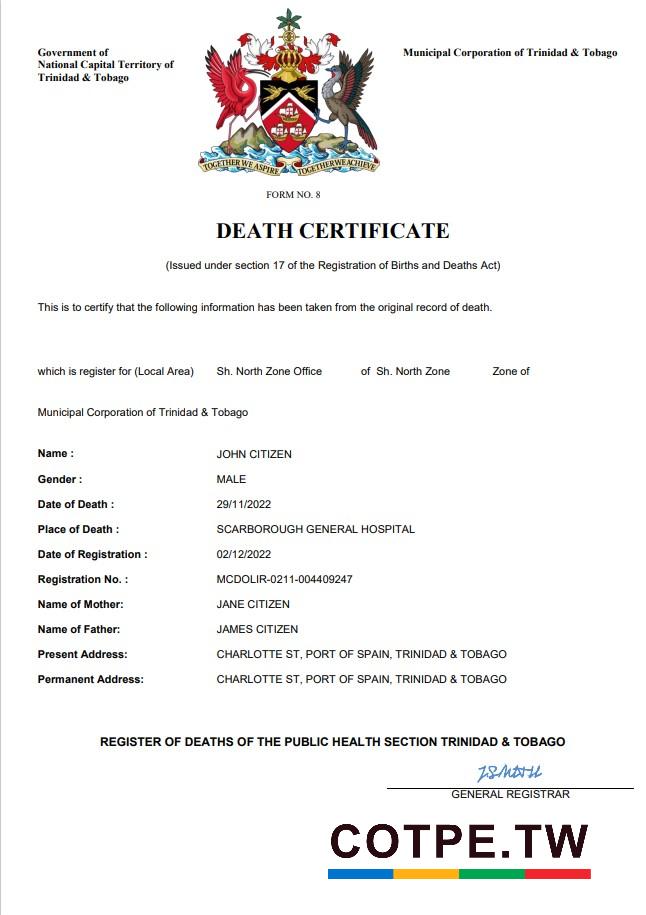 Government of
National Capital Territory of
Trinidad & Tobago
Municipal Corporation of Trinidad & Tobago
TOGETHER WE ASPIRE TOGETHER WE ACHIEVE
FORM NO. 8
DEATH CERTIFICATE
(Issued under section 17 of the Registration of Births and Deaths Act)
This is to certify that the following information has been taken from the original record of death.
which is register for (Local Area) Sh. North Zone Office of Sh. North Zone Zone of
Municipal Corporation of Trinidad & Tobago
Name : JOHN CITIZEN
Gender : MALE
Date of Death : 29/11/2022
Place of Death : SCARBOROUGH GENERAL HOSPITAL
Date of Registration : 02/12/2022
Registration No. : MCDOLIR-0211-004409247
Name of Mother: JANE CITIZEN
Name of Father: JAMES CITIZEN
Present Address: CHARLOTTE ST, PORT OF SPAIN, TRINIDAD & TOBAGO
Permanent Address: CHARLOTTE ST, PORT OF SPAIN, TRINIDAD & TOBAGO
REGISTER OF DEATHS OF THE PUBLIC HEALTH SECTION TRINIDAD & TOBAGO
GENERAL REGISTRAR
COTPE.TW